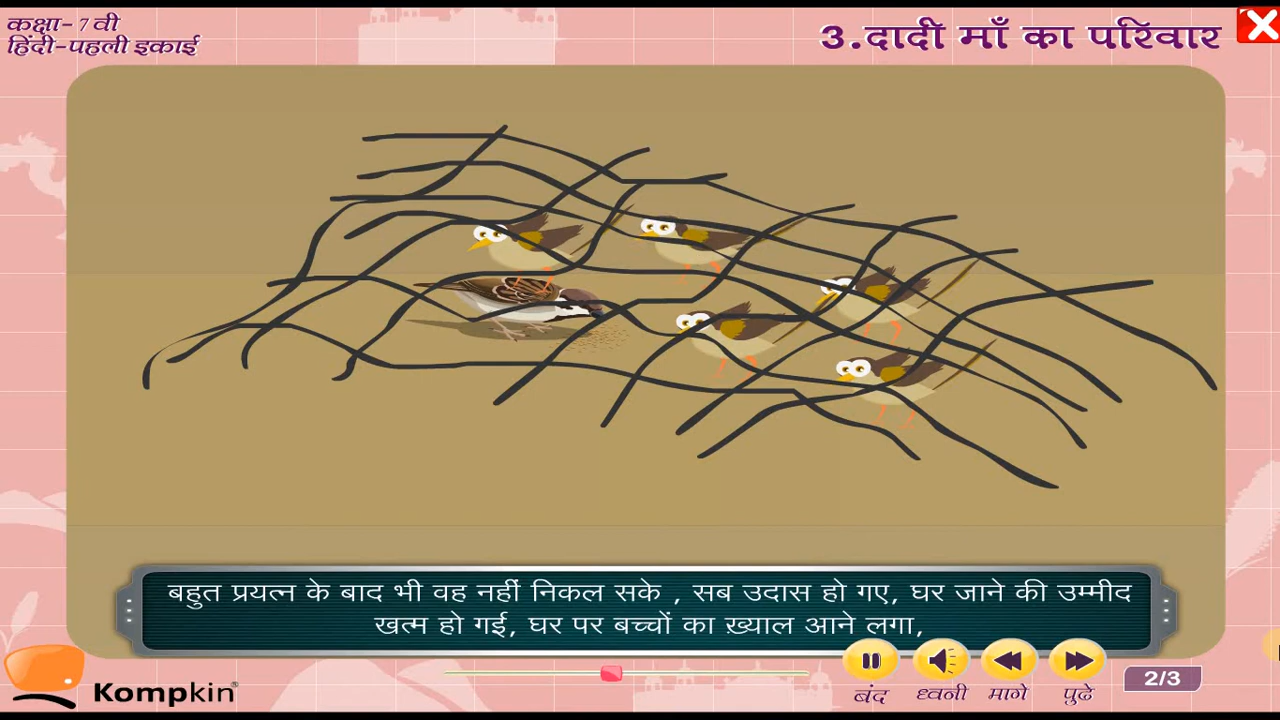 कक्षा- 7 वी
हिंदी-पहली इकाई
3.दादी माँ का परिवार
बहुत प्रयत्न के बाद भी वह नहीं निकल सके , सब उदास हो गए, घर जाने की उम्मीद
खत्म हो गई, घर पर बच्चों का ख़्याल आने लगा,
Kompkin®
बंद
ध्वनी
मागे
पुढे
2/3